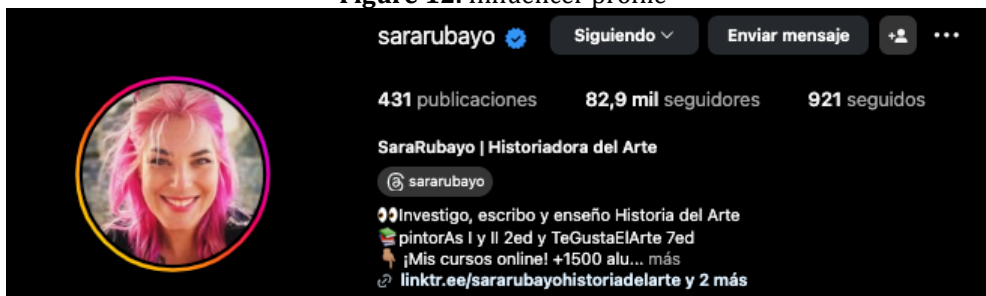 Figure 12. Influencer profile
sararubayo Siguiendo Enviar mensaje
431 publicaciones 82,9 mil seguidores 921 seguidos
SaraRubayo | Historiadora del Arte
sararubayo
👀Investigo, escribo y enseño Historia del Arte
📚pintorAs I y II 2ed y TeGustaElArte 7ed
👇🏽 ¡Mis cursos online! +1500 alu... más
linktr.ee/sararubayohistoriadelarte y 2 más